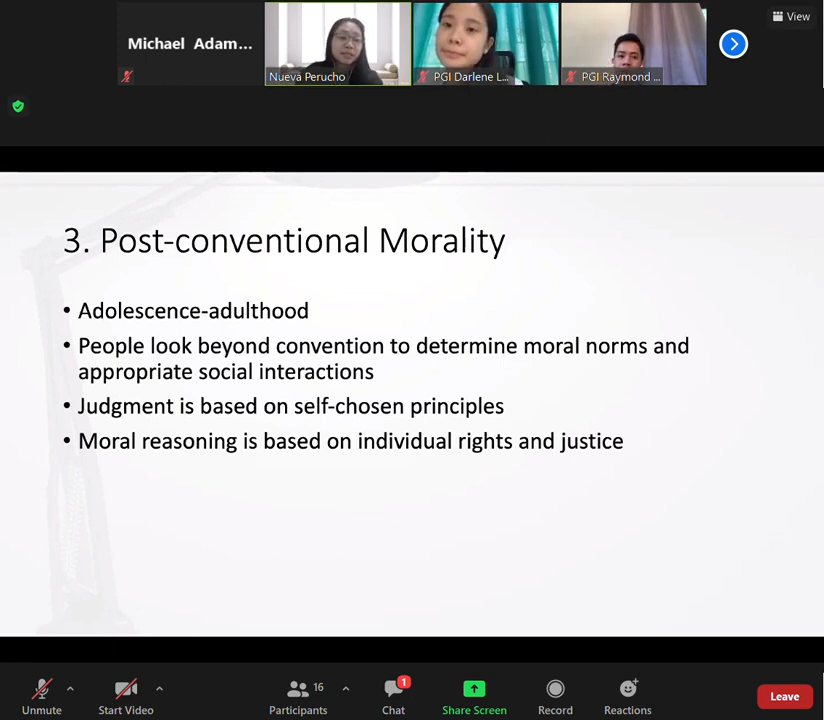 View
Michael Adam...
Nueva Perucho
PGI Darlene L...
PGI Raymond ...
3. Post-conventional Morality
• Adolescence-adulthood
• People look beyond convention to determine moral norms and
appropriate social interactions
• Judgment is based on self-chosen principles
• Moral reasoning is based on individual rights and justice
16
1
Unmute
Start Video
Participants
Chat
Share Screen
Record
Reactions
Leave